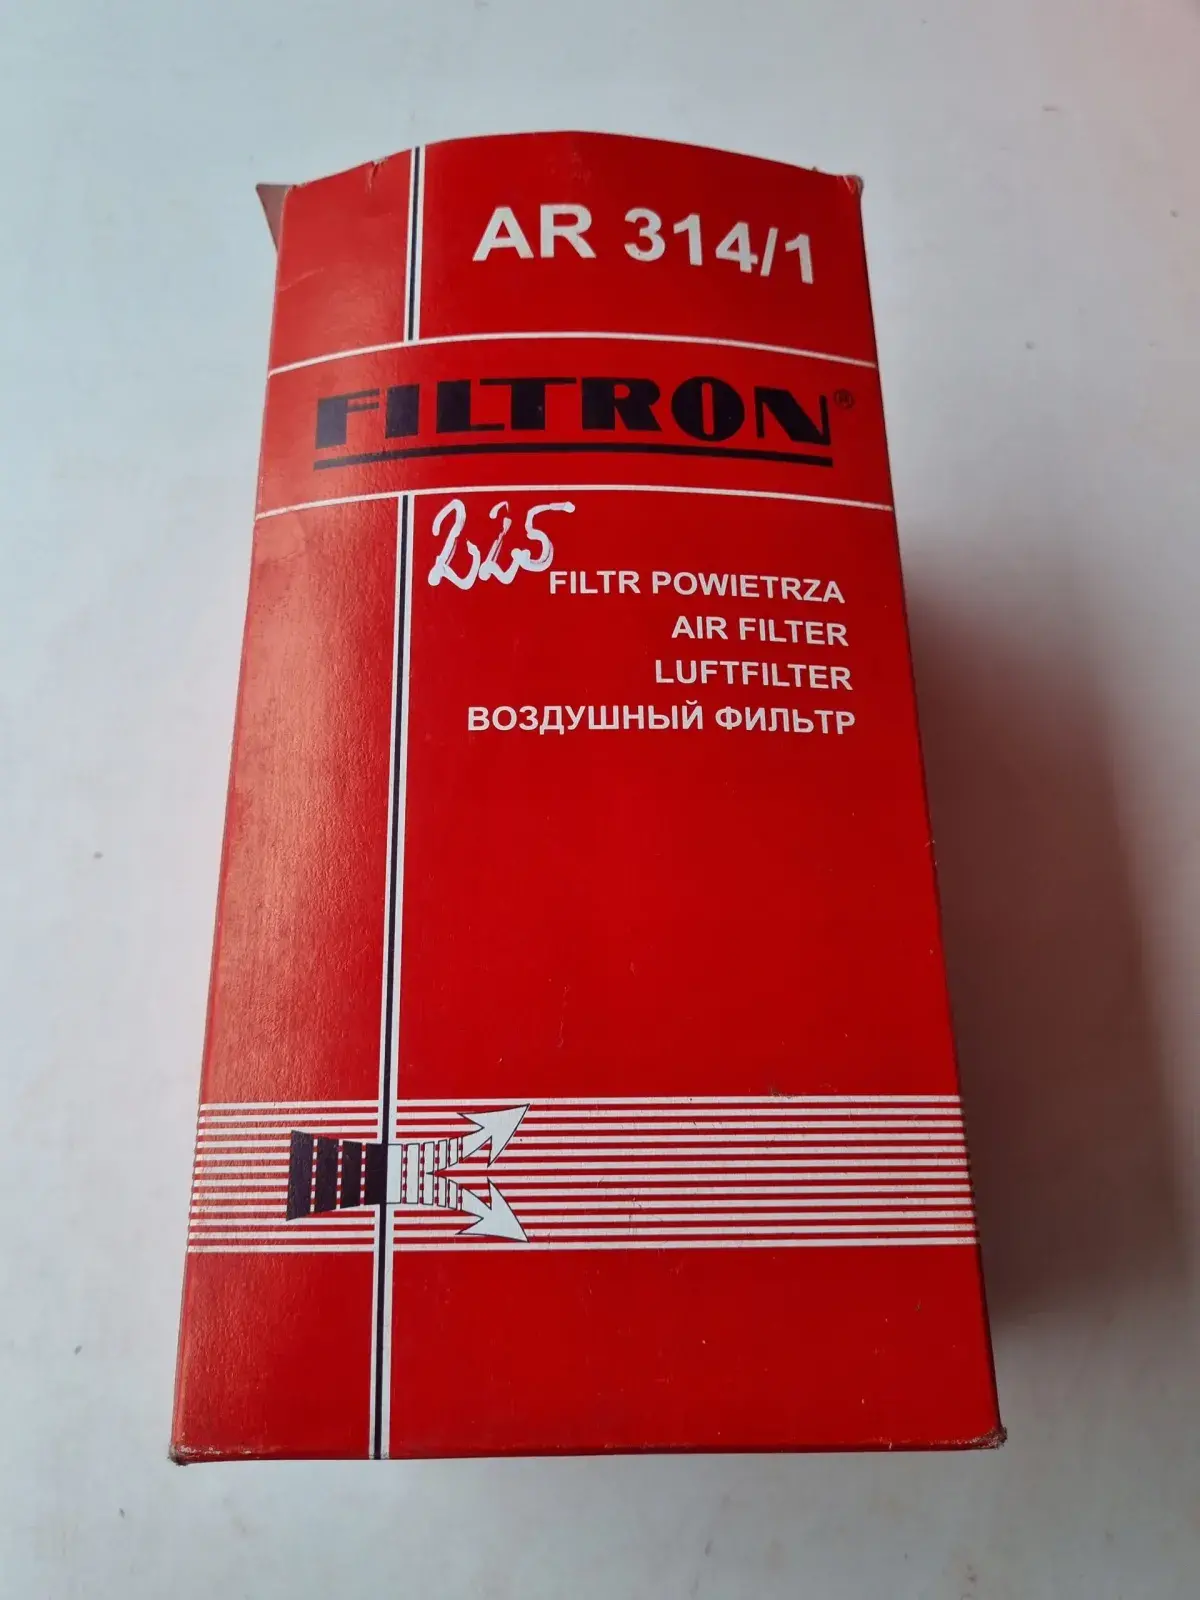 AR 314/1
FILTRON®
225
FILTR POWIETRZA
AIR FILTER
LUFTFILTER
ВОЗДУШНЫЙ ФИЛЬТР